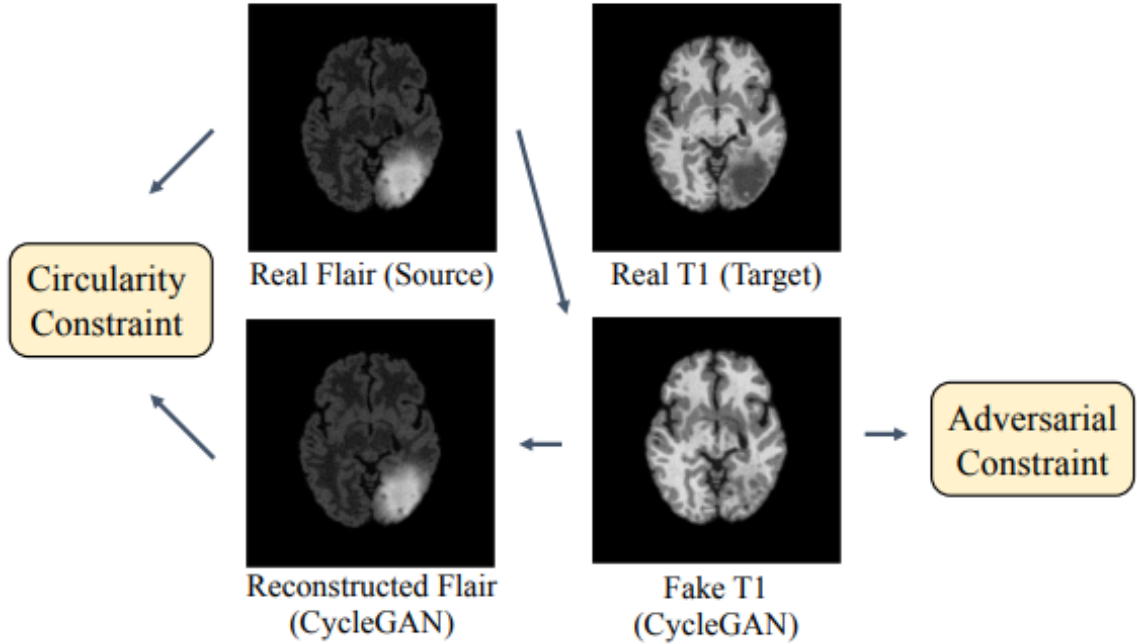 Real Flair (Source)
Real T1 (Target)
Circularity
Constraint
Adversarial
Constraint
Reconstructed Flair
(CycleGAN)
Fake T1
(CycleGAN)